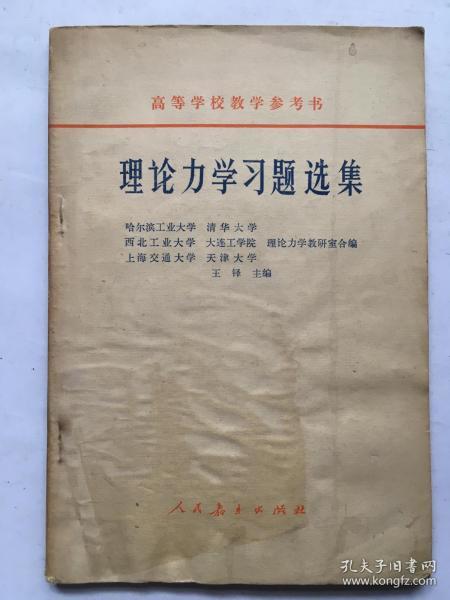 高等学校教学参考书
理论力学习题选集
哈尔滨工业大学 清华大学
西北工业大学 大连工学院 理论力学教研室合编
上海交通大学 天津大学
王铎 主编
人民教育出版社
孔夫子旧书网
www.kongfz.com